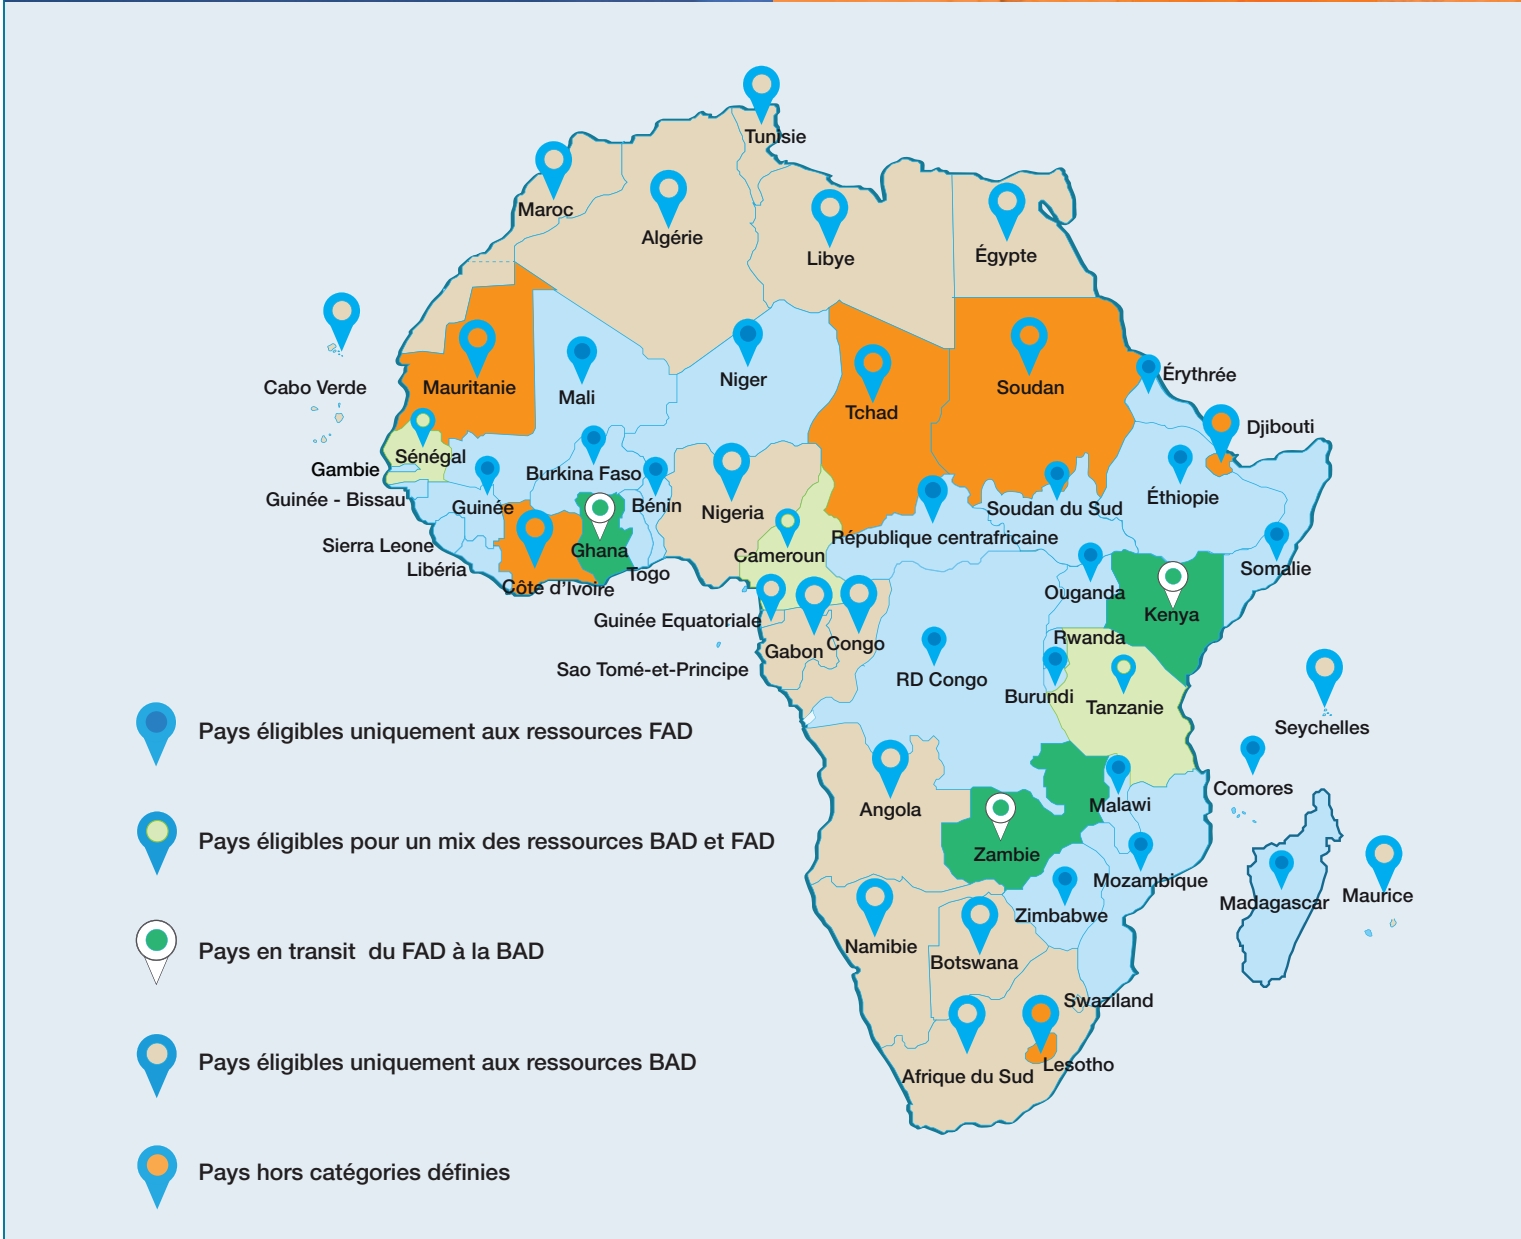 Tunisie
Maroc
Algérie
Libye
Égypte
Cabo Verde
Mauritanie
Mali
Niger
Tchad
Soudan
Érythrée
Djibouti
Sénégal
Gambie
Guinée - Bissau
Guinée
Burkina Faso
Bénin
Nigeria
Soudan du Sud
Éthiopie
Sierra Leone
Libéria
Côte d'Ivoire
Ghana
Togo
Cameroun
République centrafricaine
Somalie
Ouganda
Kenya
Guinée Equatoriale
Gabon
Congo
Rwanda
Sao Tomé-et-Principe
RD Congo
Burundi
Tanzanie
Seychelles
Comores
Angola
Malawi
Zambie
Mozambique
Zimbabwe
Madagascar
Maurice
Namibie
Botswana
Swaziland
Lesotho
Afrique du Sud
Pays éligibles uniquement aux ressources FAD
Pays éligibles pour un mix des ressources BAD et FAD
Pays en transit du FAD à la BAD
Pays éligibles uniquement aux ressources BAD
Pays hors catégories définies